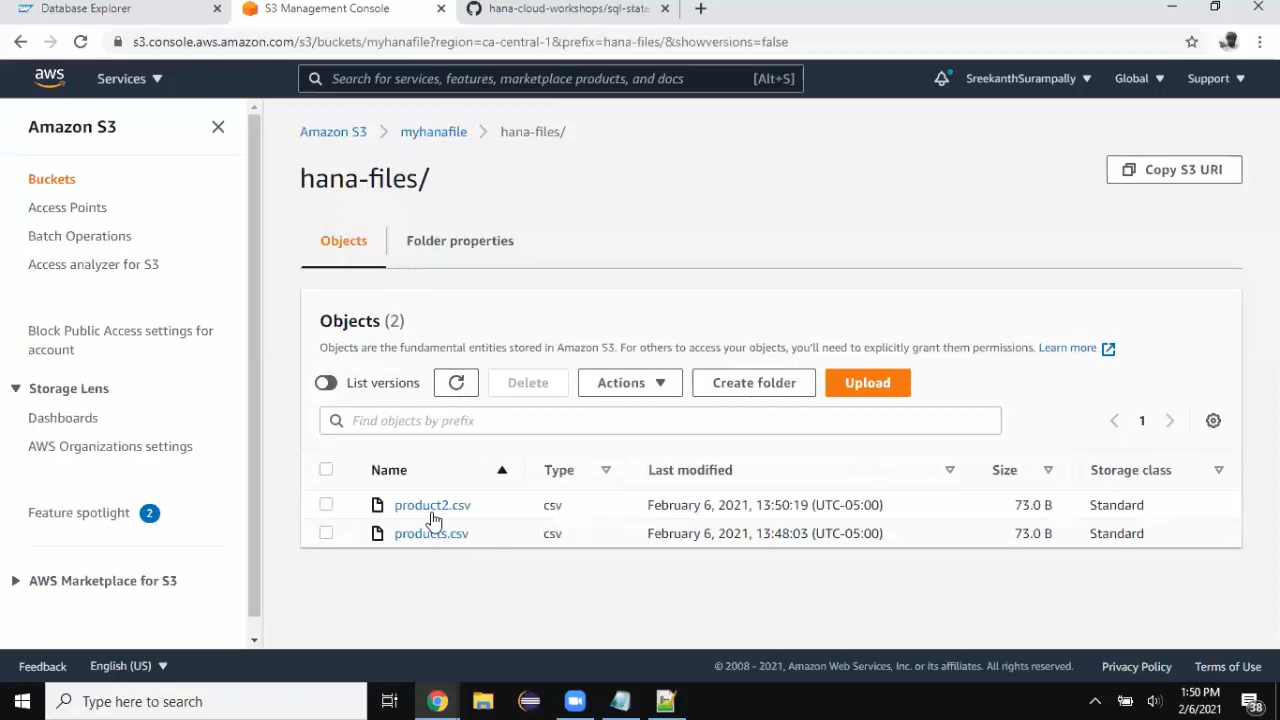 Database Explorer
S3 Management Console
hana-cloud-workshops/sql-state
s3.console.aws.amazon.com/s3/buckets/myhanafile?region=ca-central-1&prefix=hana-files/&showversions=false
aws
Services
Search for services, features, marketplace products, and docs
[Alt+S]
SreekanthSurampally
Global
Support
Amazon S3
Buckets
Access Points
Batch Operations
Access analyzer for S3
Block Public Access settings for
account
Storage Lens
Dashboards
AWS Organizations settings
Feature spotlight
2
AWS Marketplace for S3
Amazon S3
myhanafile
hana-files/
hana-files/
Copy S3 URI
Objects
Folder properties
Objects (2)
Objects are the fundamental entities stored in Amazon S3. For others to access your objects, you'll need to explicitly grant them permissions. Learn more
List versions
Delete
Actions
Create folder
Upload
Find objects by prefix
1
Name Type Last modified Size Storage class
product2.csv csv February 6, 2021, 13:50:19 (UTC-05:00) 73.0 B Standard
products.csv csv February 6, 2021, 13:48:03 (UTC-05:00) 73.0 B Standard
Feedback
English (US)
© 2008 - 2021, Amazon Web Services, Inc. or its affiliates. All rights reserved.
Privacy Policy
Terms of Use
Type here to search
1:50 PM
2/6/2021
38